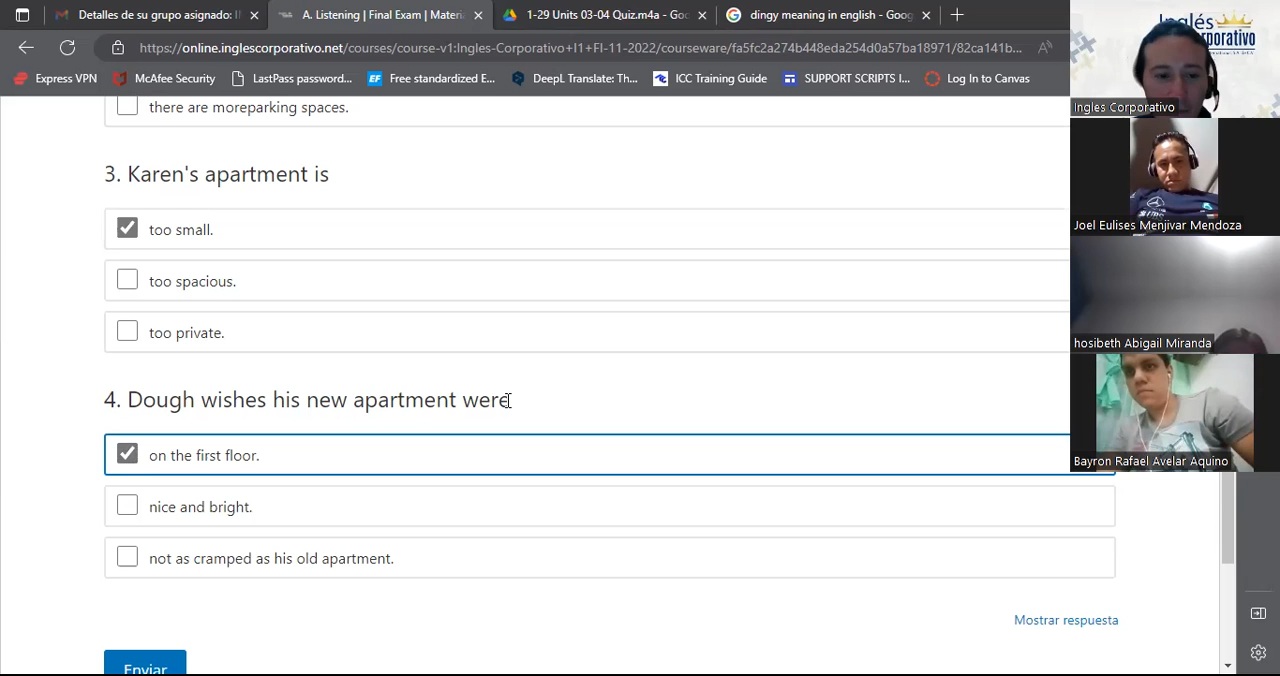 Detalles de su grupo asignado: I
A. Listening | Final Exam | Materi
1-29 Units 03-04 Quiz.m4a - Goo
dingy meaning in english - Goog
https://online.inglescorporativo.net/courses/course-v1:Ingles-Corporativo+I1+FI-11-2022/courseware/fa5fc2a274b448eda254d0a57ba18971/82ca141b...
Express VPN
McAfee Security
LastPass password...
EF Free standardized E...
DeepL Translate: Th...
ICC Training Guide
SUPPORT SCRIPTS I...
Log In to Canvas
there are moreparking spaces.
3. Karen's apartment is
too small.
too spacious.
too private.
4. Dough wishes his new apartment were
on the first floor.
nice and bright.
not as cramped as his old apartment.
Mostrar respuesta
Enviar
Inglés
Ingles Corporativo
Joel Eulises Menjivar Mendoza
hosibeth Abigail Miranda
Bayron Rafael Avelar Aquino